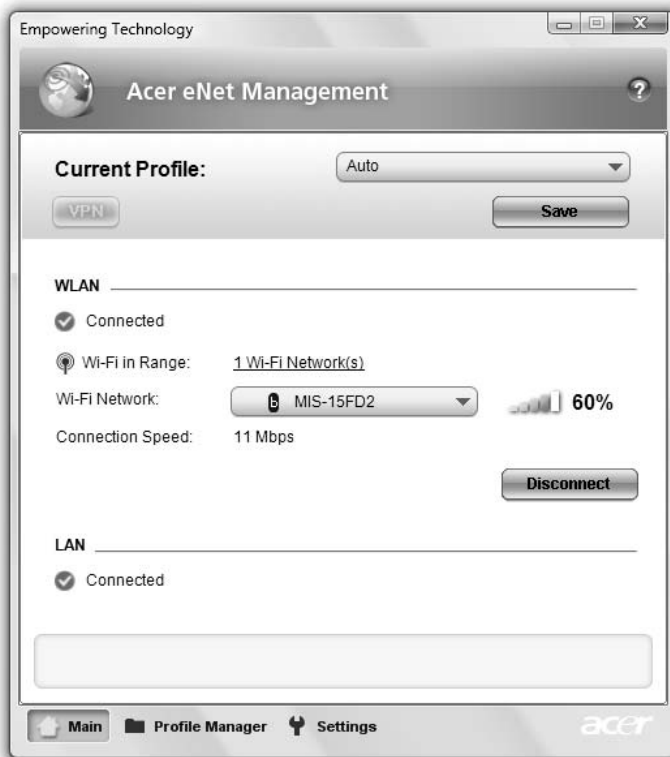 Empowering Technology
Acer eNet Management
?
Current Profile:
Auto
VPN
Save
WLAN
Connected
Wi-Fi in Range: 1 Wi-Fi Network(s)
Wi-Fi Network: b MIS-15FD2 60%
Connection Speed: 11 Mbps
Disconnect
LAN
Connected
Main Profile Manager Settings acer